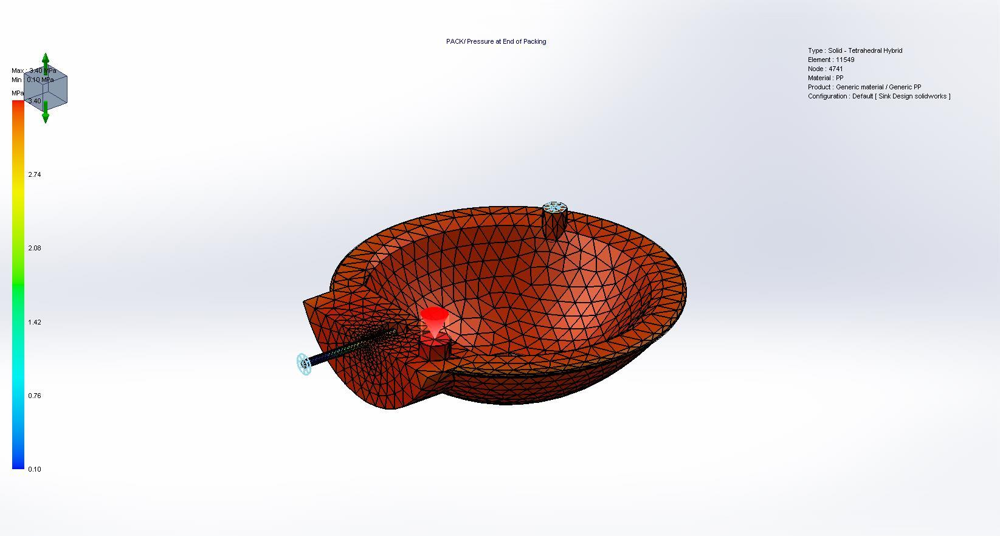 PACK/ Pressure at End of Packing
Type : Solid - Tetrahedral Hybrid
Element : 11549
Node : 4741
Material : PP
Product : Generic material / Generic PP
Configuration : Default [ Sink Design solidworks ]
Max : 3.40 MPa
Min : 0.10 MPa
MPa
3.40
2.74
2.08
1.42
0.76
0.10